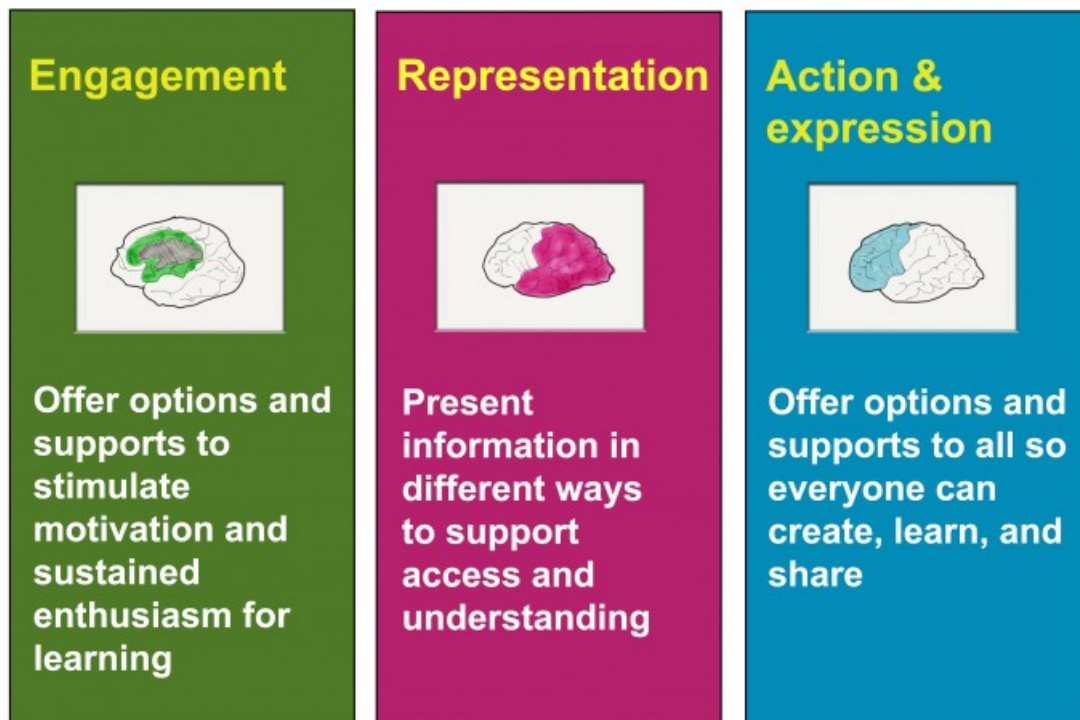 Engagement
Offer options and
supports to
stimulate
motivation and
sustained
enthusiasm for
learning
Representation
Present
information in
different ways
to support
access and
understanding
Action &
expression
Offer options and
supports to all so
everyone can
create, learn, and
share